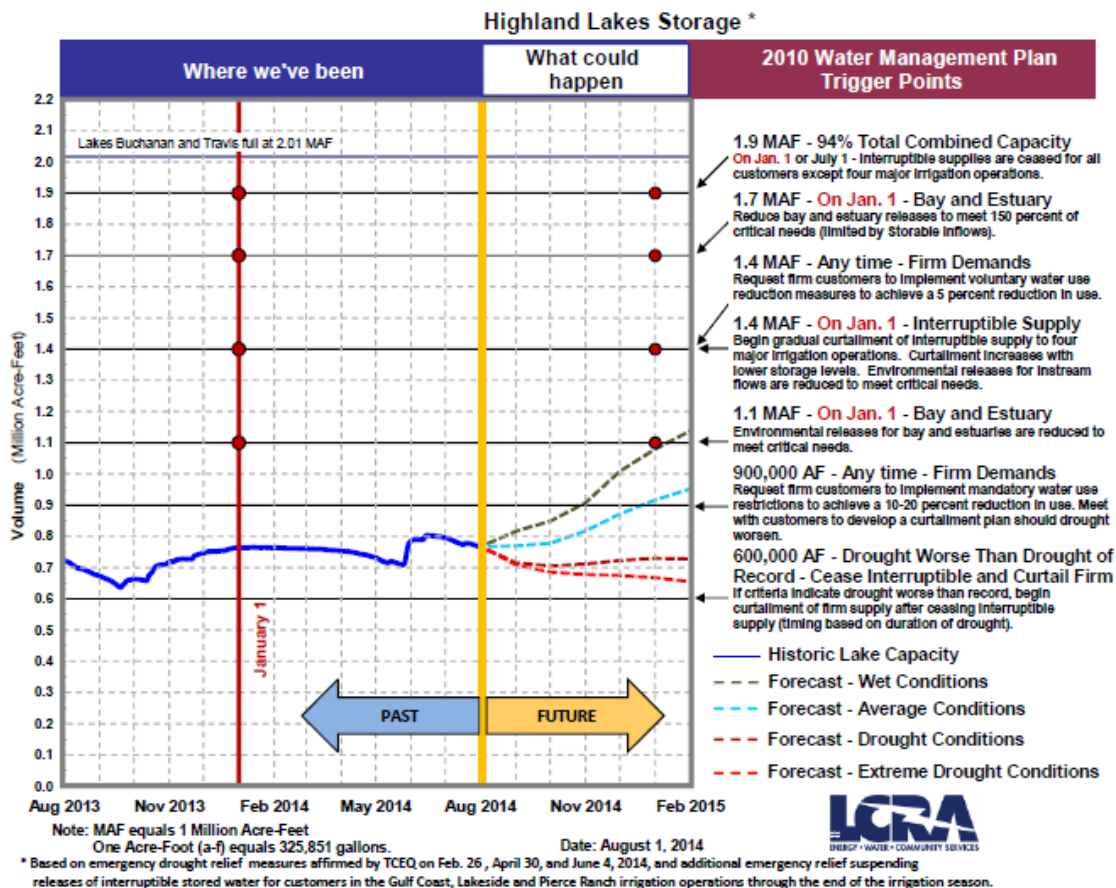 Highland Lakes Storage *
Where we've been
What could
happen
2010 Water Management Plan
Trigger Points
2.2
2.1
2.0
1.9
1.8
1.7
1.6
1.5
1.4
1.3
1.2
1.1
1.0
0.9
0.8
0.7
0.6
0.5
0.4
0.3
0.2
0.1
0.0
Volume (Million Acre-Feet)
Lakes Buchanan and Travis full at 2.01 MAF
January 1
PAST
FUTURE
Aug 2013
Nov 2013
Feb 2014
May 2014
Aug 2014
Nov 2014
Feb 2015
1.9 MAF - 94% Total Combined Capacity
On Jan. 1 or July 1 - Interruptible supplies are ceased for all
customers except four major irrigation operations.
1.7 MAF - On Jan. 1 - Bay and Estuary
Reduce bay and estuary releases to meet 150 percent of
critical needs (limited by Storable Inflows).
1.4 MAF - Any time - Firm Demands
Request firm customers to implement voluntary water use
reduction measures to achieve a 5 percent reduction in use.
1.4 MAF - On Jan. 1 - Interruptible Supply
Begin gradual curtailment of interruptible supply to four
major irrigation operations. Curtailment increases with
lower storage levels. Environmental releases for instream
flows are reduced to meet critical needs.
1.1 MAF - On Jan. 1 - Bay and Estuary
Environmental releases for bay and estuaries are reduced to
meet critical needs.
900,000 AF - Any time - Firm Demands
Request firm customers to implement mandatory water use
restrictions to achieve a 10-20 percent reduction in use. Meet
with customers to develop a curtailment plan should drought
worsen.
600,000 AF - Drought Worse Than Drought of
Record - Cease Interruptible and Curtail Firm
If criteria indicate drought worse than record, begin
curtailment of firm supply after ceasing interruptible
supply (timing based on duration of drought).
Historic Lake Capacity
Forecast - Wet Conditions
Forecast - Average Conditions
Forecast - Drought Conditions
Forecast - Extreme Drought Conditions
LCRA
ENERGY • WATER • COMMUNITY SERVICES
Note: MAF equals 1 Million Acre-Feet
One Acre-Foot (a-f) equals 325,851 gallons.
Date: August 1, 2014
* Based on emergency drought relief measures affirmed by TCEQ on Feb. 26 , April 30, and June 4, 2014, and additional emergency relief suspending
releases of interruptible stored water for customers in the Gulf Coast, Lakeside and Pierce Ranch irrigation operations through the end of the irrigation season.